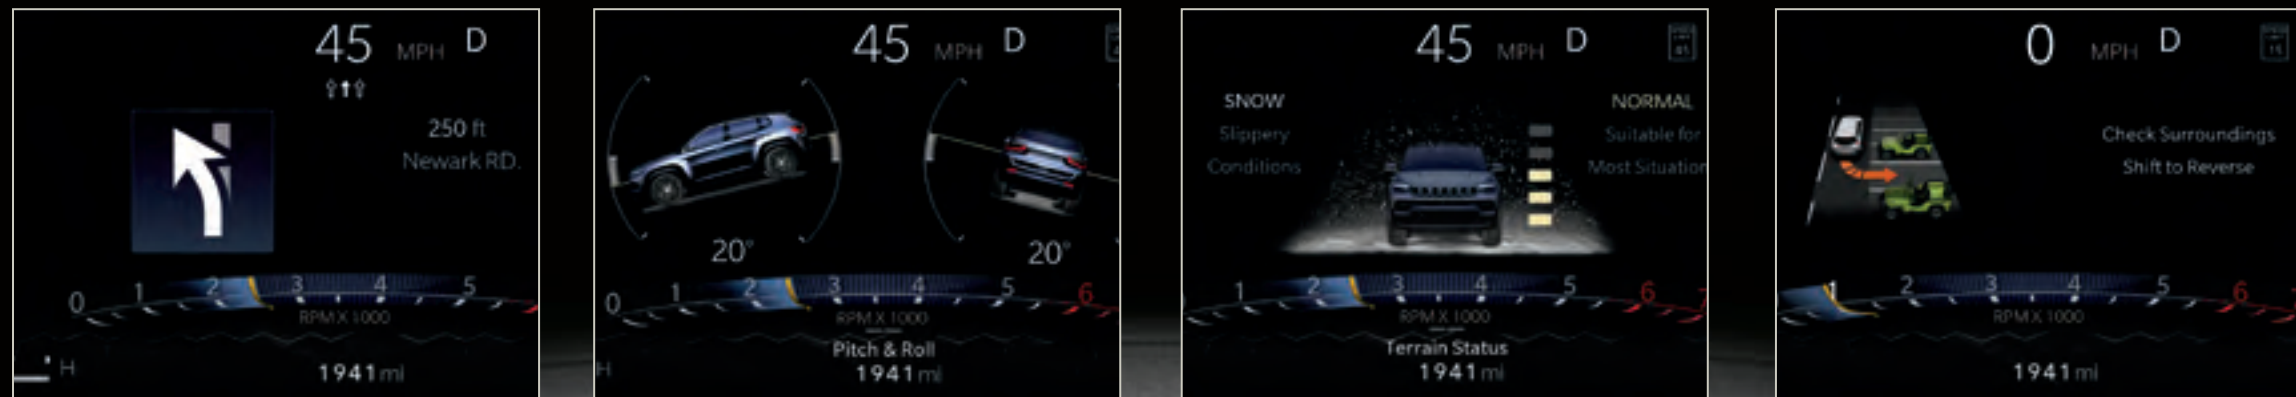 45 MPH D
250 ft
Newark RD.
0 1 2 3 4 5
RPM X 1000
H
1941 mi
45 MPH D
20° 20°
0 1 2 3 4 5 6
RPM X 1000
Pitch & Roll
H
1941 mi
45 MPH D
SNOW
Slippery
Conditions
NORMAL
Suitable for
Most Situation
1 2 3 4 5 6 7
RPM X 1000
Terrain Status
1941 mi
0 MPH D
Check Surroundings
Shift to Reverse
1 2 3 4 5 6
RPM X 1000
1941 mi